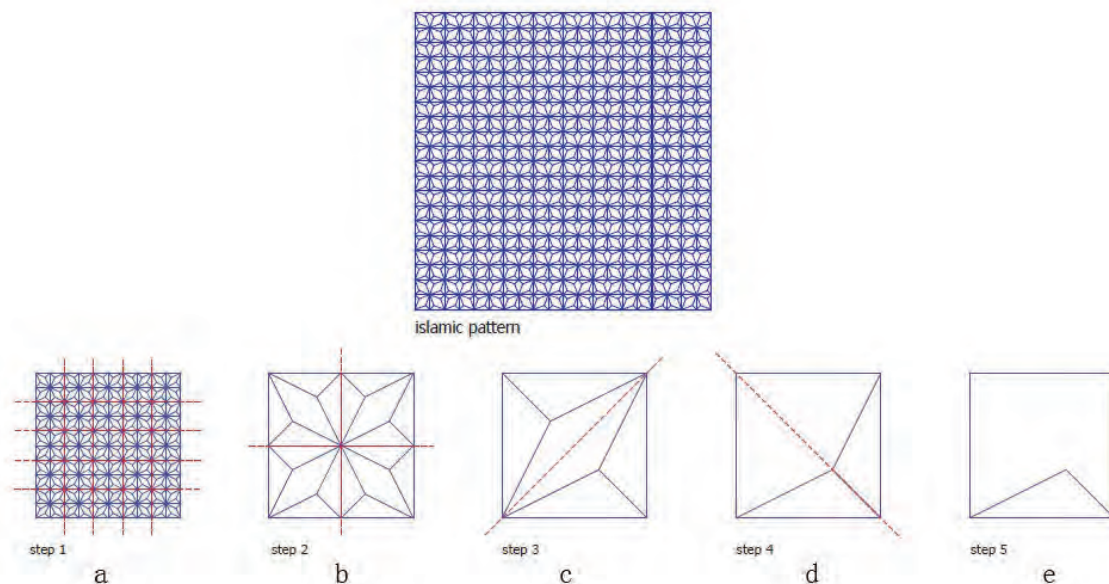 islamic pattern
step 1
step 2
step 3
step 4
step 5
a
b
c
d
e